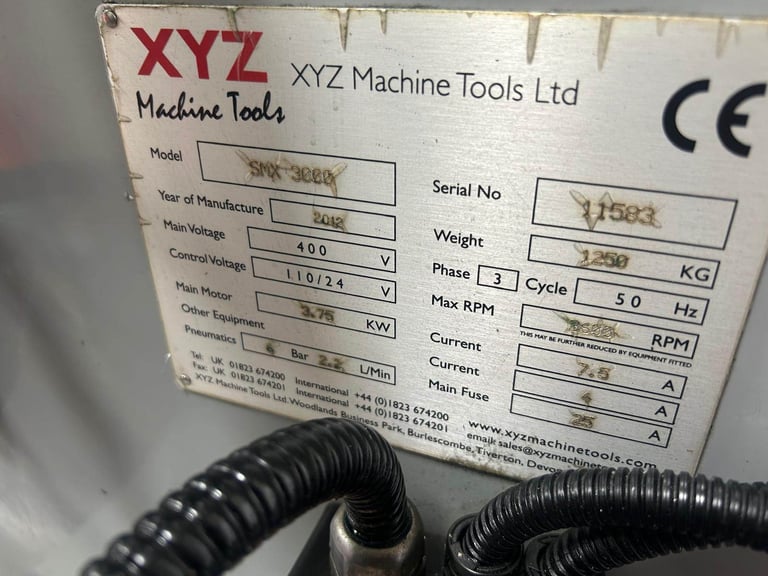 XYZ
Machine Tools
XYZ Machine Tools Ltd
CE
Model SMX 3000
Serial No 11583
Year of Manufacture 2012
Weight 1250 KG
Main Voltage 400 V
Phase 3 Cycle 50 Hz
Control Voltage 110/24 V
Max RPM RPM
THIS MAY BE FURTHER REDUCED BY EQUIPMENT FITTED
Main Motor 3.75 KW
Current 7.5 A
Other Equipment
Current 4 A
Pneumatics 6 Bar 2.2 L/Min
Main Fuse 25 A
Tel: UK 01823 674200 International +44 (0)1823 674200
Fax: UK 01823 674201 International +44 (0)1823 674201
www.xyzmachinetools.com
XYZ Machine Tools Ltd. Woodlands Business Park, Burlescombe, Tiverton, Devon
email: sales@xyzmachinetools.com